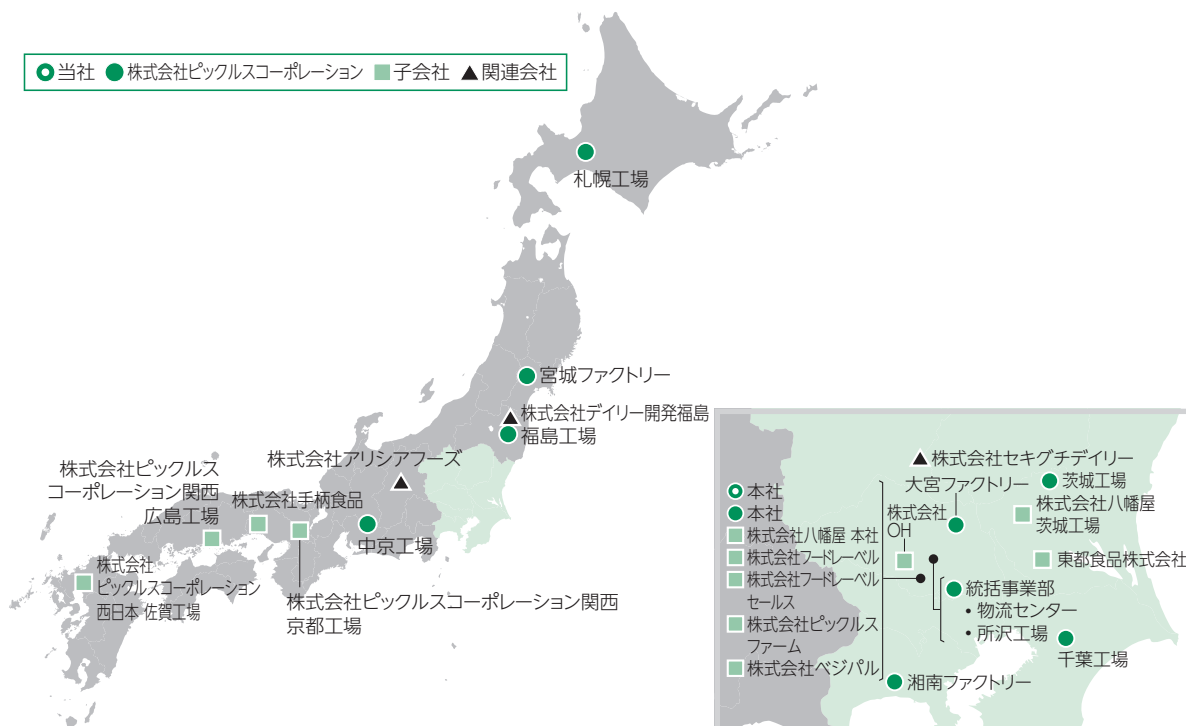 当社 株式会社ピックルスコーポレーション 子会社 関連会社
札幌工場
宮城ファクトリー
株式会社デイリー開発福島
福島工場
株式会社アリシアフーズ
株式会社ピックルス
コーポレーション関西
広島工場
株式会社手柄食品
中京工場
株式会社
ピックルスコーポレーション
西日本 佐賀工場
株式会社ピックルスコーポレーション関西
京都工場
株式会社セキグチデイリー
大宮ファクトリー
茨城工場
本社
本社
株式会社八幡屋 本社
株式会社フードレーベル
株式会社フードレーベル
セールス
株式会社ピックルス
ファーム
株式会社ベジパル
株式会社
OH
株式会社八幡屋
茨城工場
東都食品株式会社
統括事業部
• 物流センター
• 所沢工場
千葉工場
湘南ファクトリー